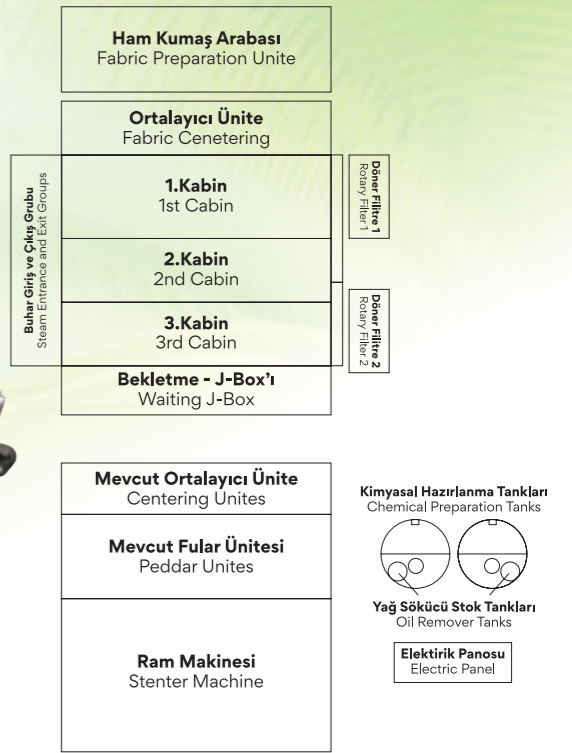 Ham Kumaş Arabası
Fabric Preparation Unite
Ortalayıcı Ünite
Fabric Cenetering
Buhar Giriş ve Çıkış Grubu
Steam Entrance and Exit Groups
1.Kabin
1st Cabin
Döner Filitre 1
Rotary Filter 1
2.Kabin
2nd Cabin
3.Kabin
3rd Cabin
Döner Filitre 2
Rotary Filter 2
Bekletme - J-Box'ı
Waiting J-Box
Mevcut Ortalayıcı Ünite
Centering Unites
Mevcut Fular Ünitesi
Peddar Unites
Ram Makinesi
Stenter Machine
Kimyasal Hazırlanma Tankları
Chemical Preparation Tanks
Yağ Sökücü Stok Tankları
Oil Remover Tanks
Elektirik Panosu
Electric Panel